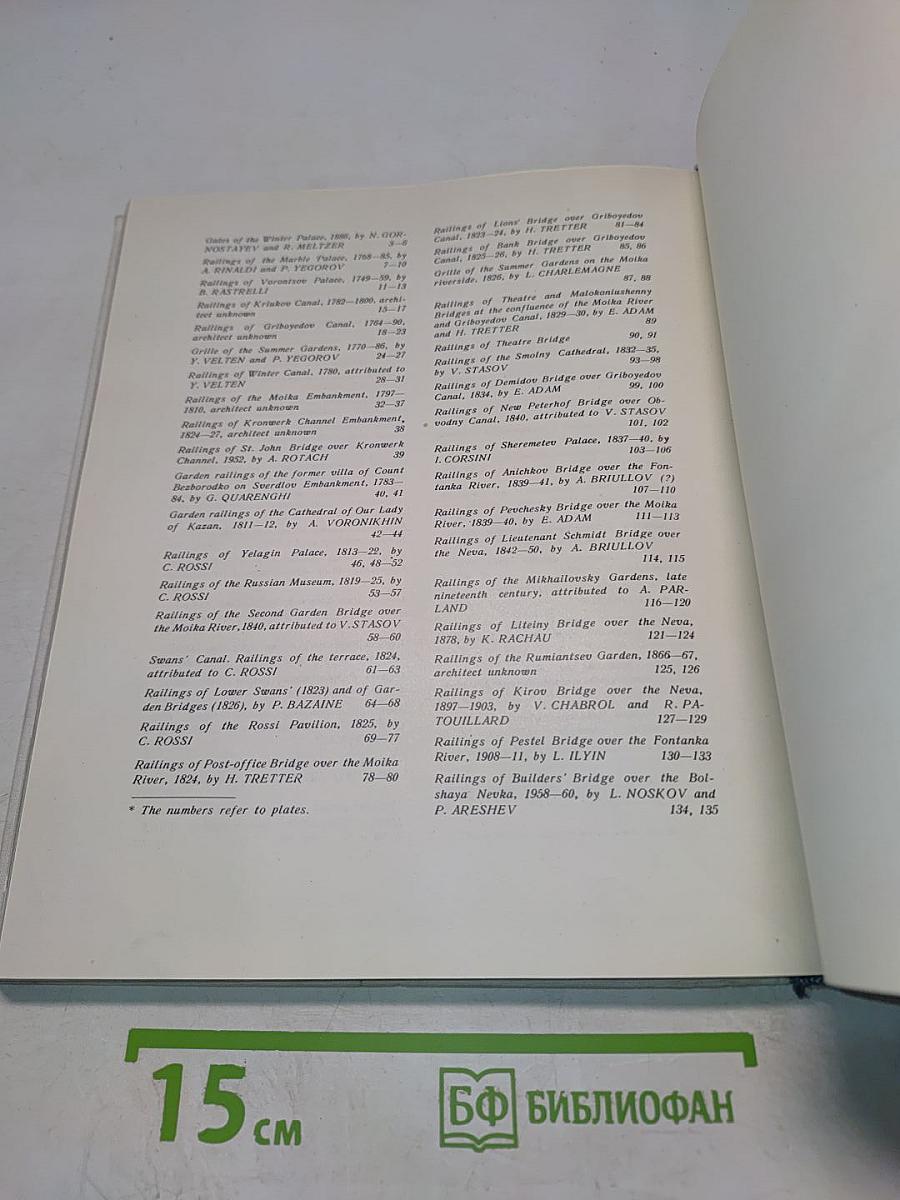 Gates of the Winter Palace, 1886, by N. GOR-
NOSTAYEV and R. MELTZER 3—6
Railings of the Marble Palace, 1768—85, by
A. RINALDI and P. YEGOROV 7—10
Railings of Vorontsov Palace, 1749—59, by
B. RASTRELLI 11—13
Railings of Kriukov Canal, 1782—1800, archi-
tect unknown 15—17
Railings of Griboyedov Canal, 1764—90,
architect unknown 18—23
Grille of the Summer Gardens, 1770—86, by
Y. VELTEN and P. YEGOROV 24—27
Railings of Winter Canal, 1780, attributed to
Y. VELTEN 28—31
Railings of the Moika Embankment, 1797—
1810, architect unknown 32—37
Railings of Kronwerk Channel Embankment,
1824—27, architect unknown 38
Railings of St. John Bridge over Kronwerk
Channel, 1952, by A. ROTACH 39
Garden railings of the former villa of Count
Bezborodko on Sverdlov Embankment, 1783—
84, by G. QUARENGHI 40, 41
Garden railings of the Cathedral of Our Lady
of Kazan, 1811—12, by A. VORONIKHIN
42—44
Railings of Yelagin Palace, 1813—22, by
C. ROSSI 46, 48—52
Railings of the Russian Museum, 1819—25, by
C. ROSSI 53—57
Railings of the Second Garden Bridge over
the Moika River, 1840, attributed to V. STASOV
58—60
Swans' Canal. Railings of the terrace, 1824,
attributed to C. ROSSI 61—63
Railings of Lower Swans' (1823) and of Gar-
den Bridges (1826), by P. BAZAINE 64—68
Railings of the Rossi Pavilion, 1825, by
C. ROSSI 69—77
Railings of Post-office Bridge over the Moika
River, 1824, by H. TRETTER 78—80
* The numbers refer to plates.
Railings of Lions' Bridge over Griboyedov
Canal, 1823—24, by H. TRETTER 81—84
Railings of Bank Bridge over Griboyedov
Canal, 1825—26, by H. TRETTER 85, 86
Grille of the Summer Gardens on the Moika
riverside, 1826, by L. CHARLEMAGNE
87, 88
Railings of Theatre and Malokoniushenny
Bridges at the confluence of the Moika River
and Griboyedov Canal, 1829—30, by E. ADAM
and H. TRETTER 89
Railings of Theatre Bridge 90, 91
Railings of the Smolny Cathedral, 1832—35,
by V. STASOV 93—98
Railings of Demidov Bridge over Griboyedov
Canal, 1834, by E. ADAM 99, 100
Railings of New Peterhof Bridge over Ob-
vodny Canal, 1840, attributed to V. STASOV
101, 102
Railings of Sheremetev Palace, 1837—40, by
I. CORSINI 103—106
Railings of Anichkov Bridge over the Fon-
tanka River, 1839—41, by A. BRIULLOV (?)
107—110
Railings of Pevchesky Bridge over the Moika
River, 1839—40, by E. ADAM 111—113
Railings of Lieutenant Schmidt Bridge over
the Neva, 1842—50, by A. BRIULLOV
114, 115
Railings of the Mikhailovsky Gardens, late
nineteenth century, attributed to A. PAR-
LAND 116—120
Railings of Liteiny Bridge over the Neva,
1878, by K. RACHAU 121—124
Railings of the Rumiantsev Garden, 1866—67,
architect unknown 125, 126
Railings of Kirov Bridge over the Neva,
1897—1903, by V. CHABROL and R. PA-
TOUILLARD 127—129
Railings of Pestel Bridge over the Fontanka
River, 1908—11, by L. ILYIN 130—133
Railings of Builders' Bridge over the Bol-
shaya Nevka, 1958—60, by L. NOSKOV and
P. ARESHEV 134, 135
15 см
БФ БИБЛИОФАН